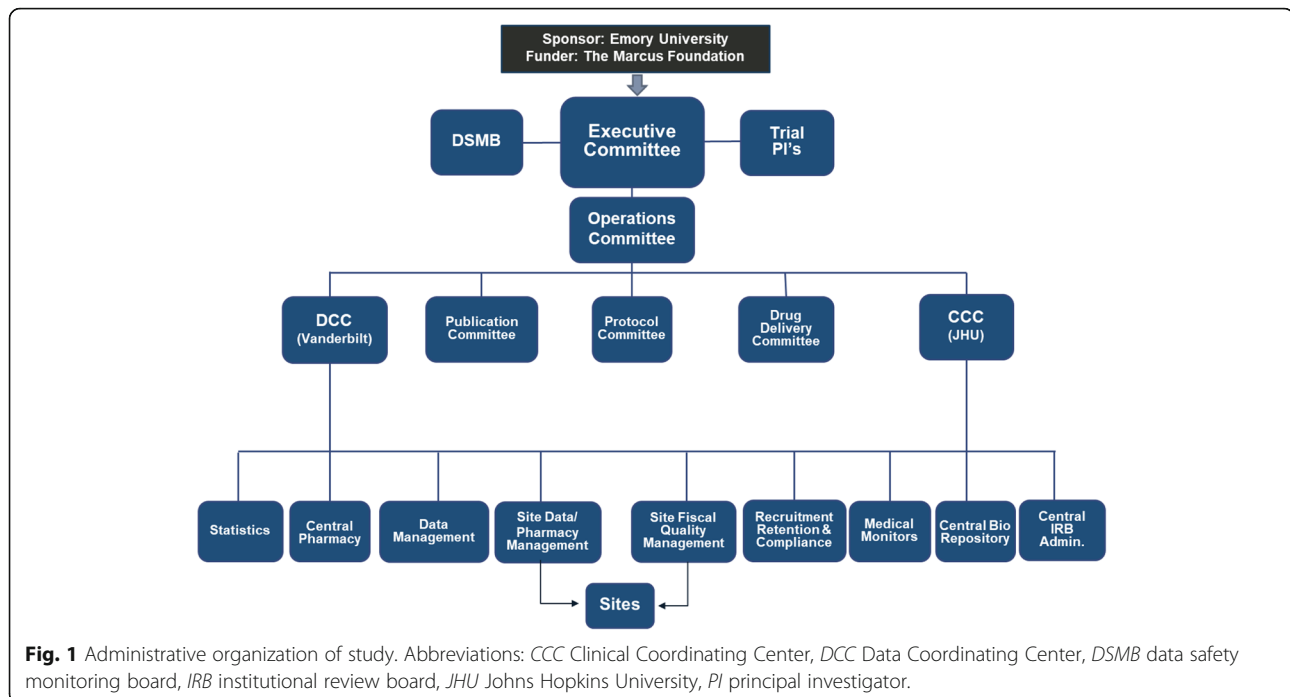 Sponsor: Emory University
Funder: The Marcus Foundation
DSMB
Executive
Committee
Trial
PI's
Operations
Committee
DCC
(Vanderbilt)
Publication
Committee
Protocol
Committee
Drug
Delivery
Committee
CCC
(JHU)
Statistics
Central
Pharmacy
Data
Management
Site Data/
Pharmacy
Management
Site Fiscal
Quality
Management
Recruitment
Retention &
Compliance
Medical
Monitors
Central Bio
Repository
Central
IRB
Admin.
Sites
Fig. 1 Administrative organization of study. Abbreviations: CCC Clinical Coordinating Center, DCC Data Coordinating Center, DSMB data safety
monitoring board, IRB institutional review board, JHU Johns Hopkins University, PI principal investigator.